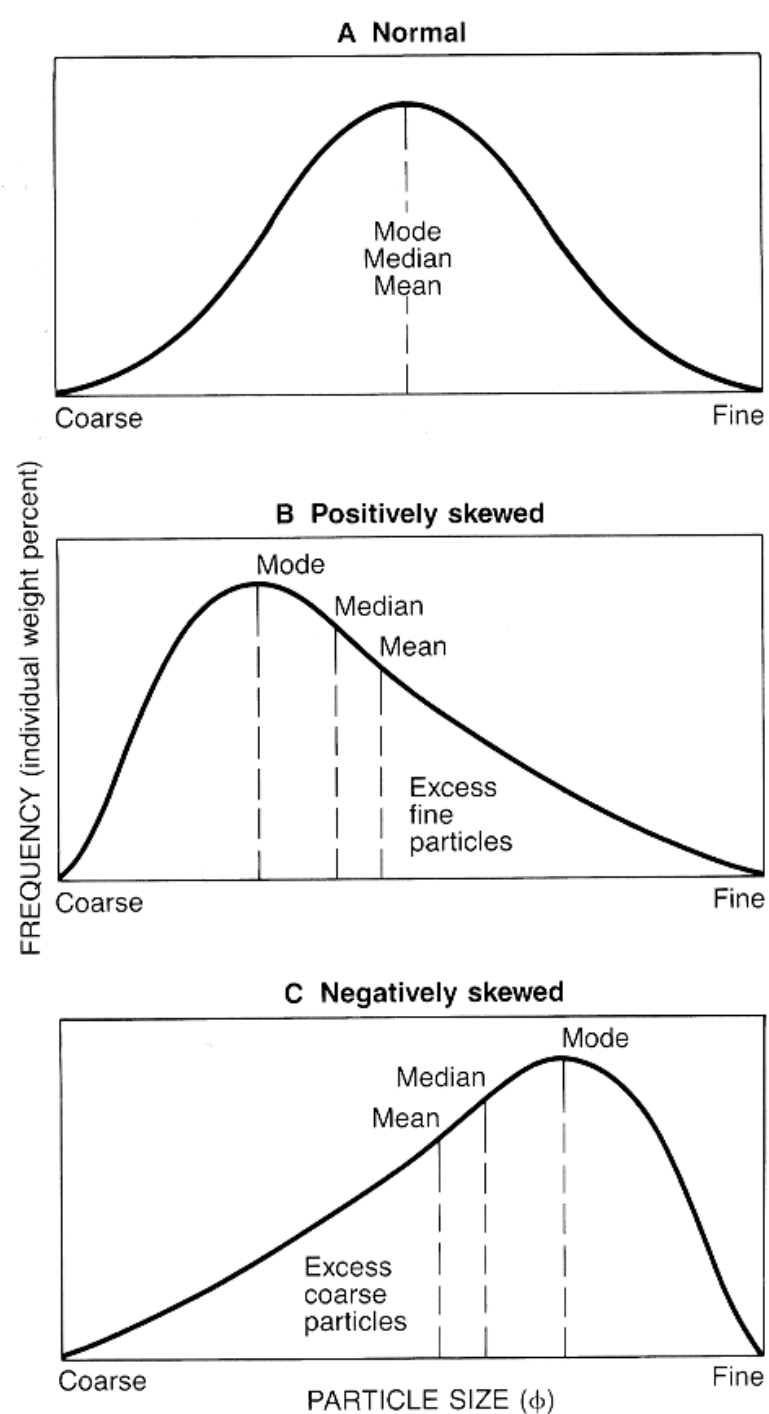 A Normal
Mode
Median
Mean
Coarse
Fine
FREQUENCY (individual weight percent)
B Positively skewed
Mode
Median
Mean
Excess
fine
particles
Coarse
Fine
C Negatively skewed
Mode
Median
Mean
Excess
coarse
particles
Coarse
Fine
PARTICLE SIZE (ϕ)